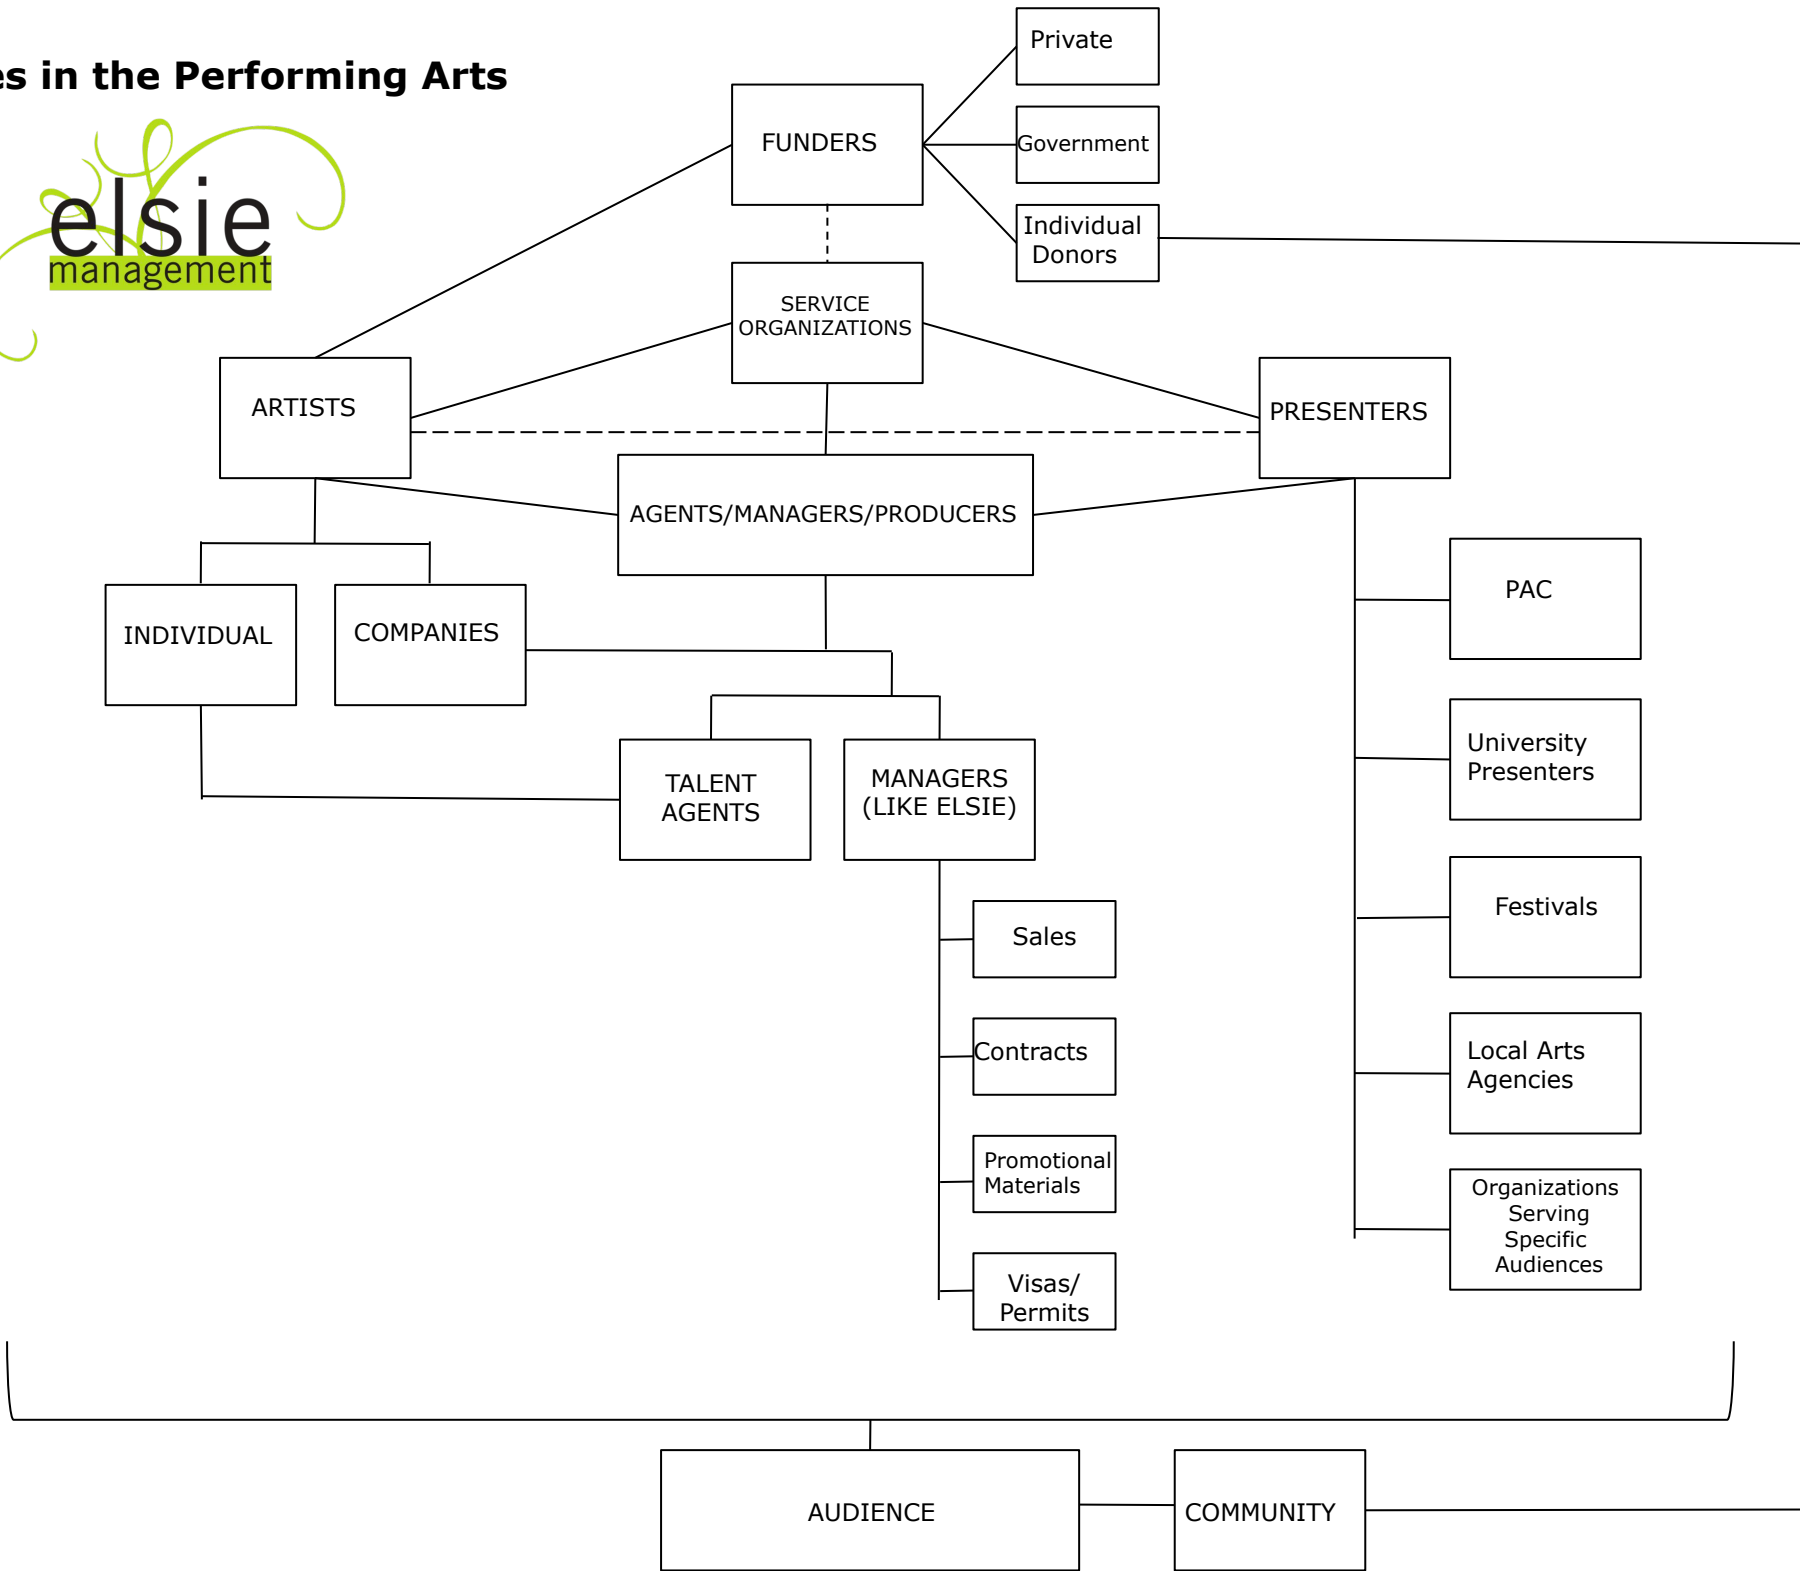 in the Performing Arts
elsie
management
FUNDERS
Private
Government
Individual
Donors
SERVICE
ORGANIZATIONS
ARTISTS
PRESENTERS
AGENTS/MANAGERS/PRODUCERS
INDIVIDUAL
COMPANIES
TALENT
AGENTS
MANAGERS
(LIKE ELSIE)
Sales
Contracts
Promotional
Materials
Visas/
Permits
PAC
University
Presenters
Festivals
Local Arts
Agencies
Organizations
Serving
Specific
Audiences
AUDIENCE
COMMUNITY